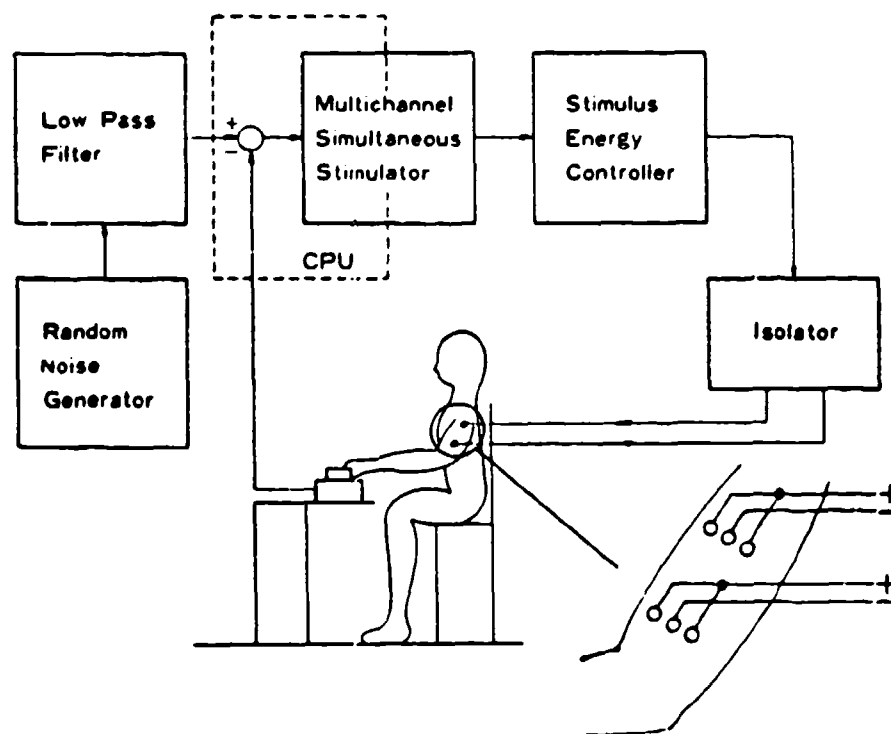 Low Pass
Filter
+
−
Multichannel
Simultaneous
Stimulator
Stimulus
Energy
Controller
CPU
Random
Noise
Generator
Isolator
+
−
+
−